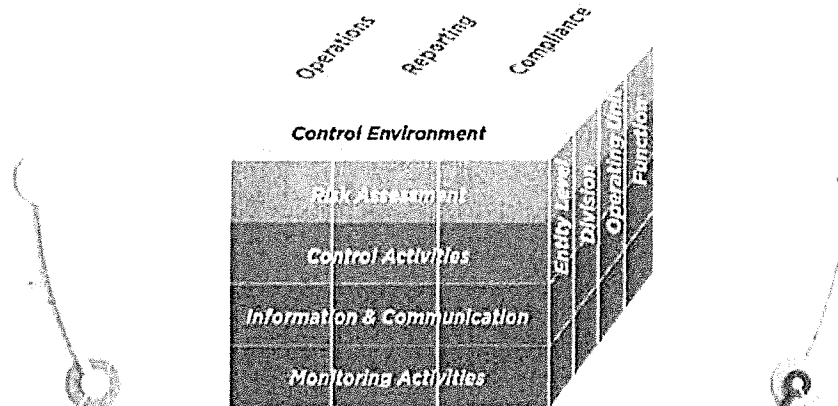 Operations
Reporting
Compliance
Control Environment
Risk Assessment
Control Activities
Information & Communication
Monitoring Activities
Entity Level
Division
Operating Unit
Function